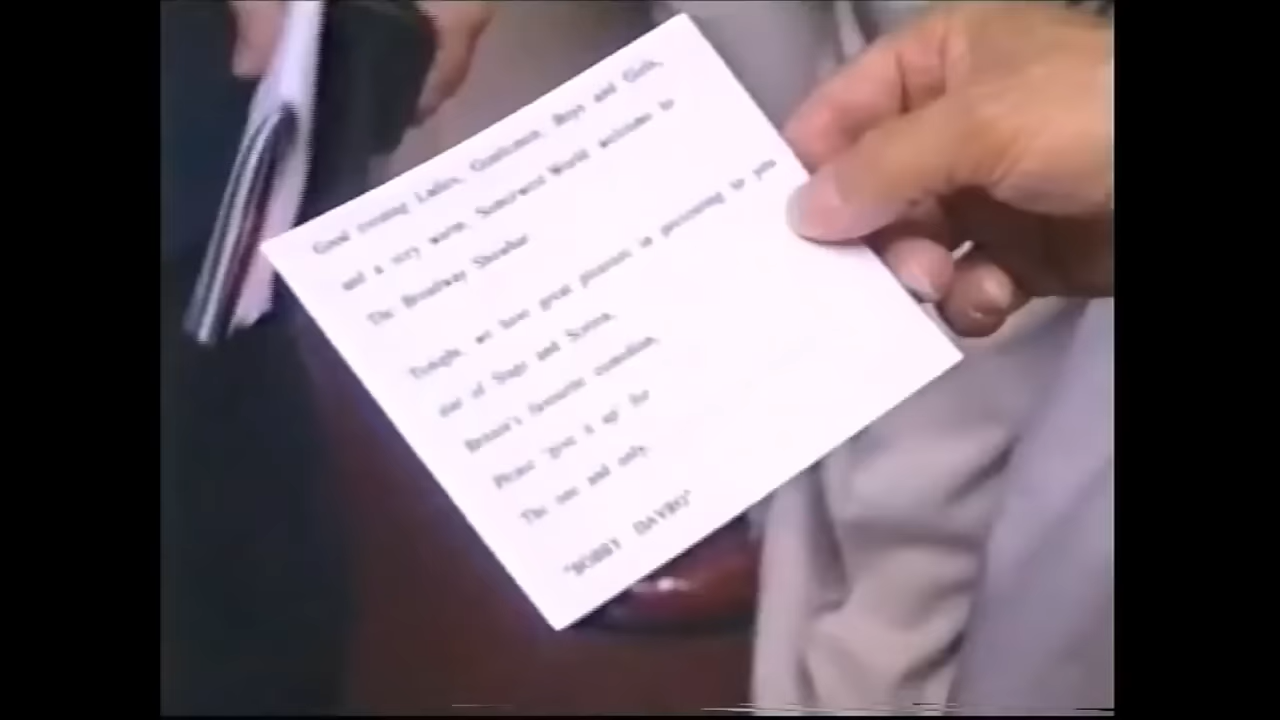 Good evening Ladies, Gentlemen, Boys and Girls,
and a very warm, Somerwest World welcome to
The Broadway Showbar
Tonight, we have great pleasure in presenting to you
star of Stage and Screen,
Britain's favourite comedian,
Please "give it up" for
The one and only,
"BOBBY DAVRO"